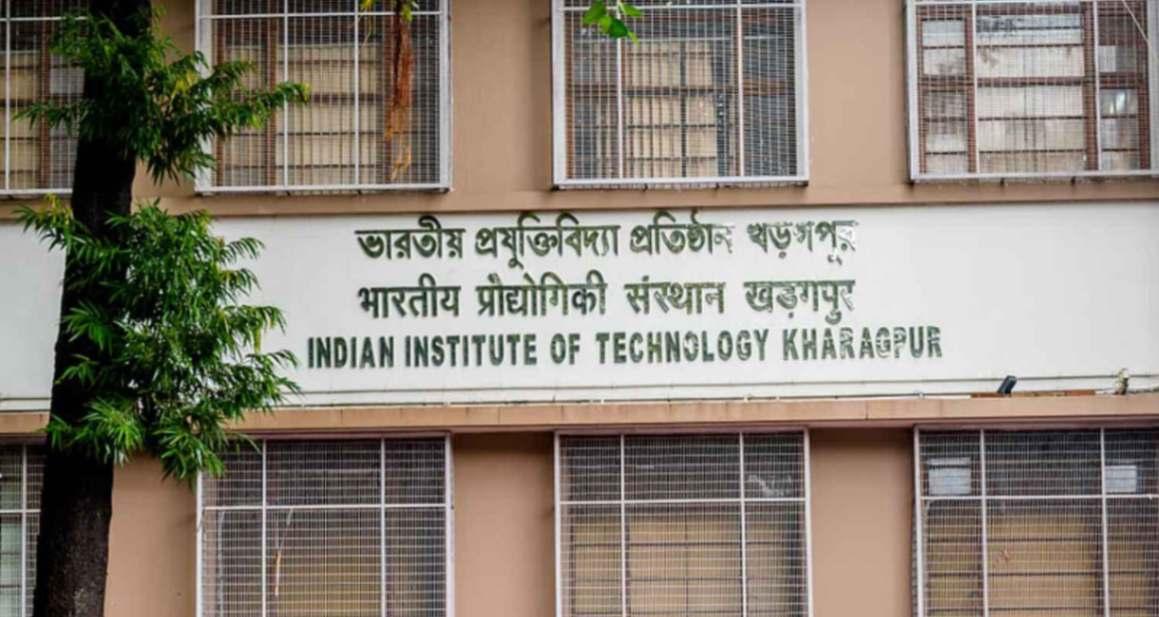 ভারতীয় প্রযুক্তিবিদ্যা প্রতিষ্ঠান খড়গপুর
भारतीय प्रौद्योगिकी संस्थान खड़गपुर
INDIAN INSTITUTE OF TECHNOLOGY KHARAGPUR